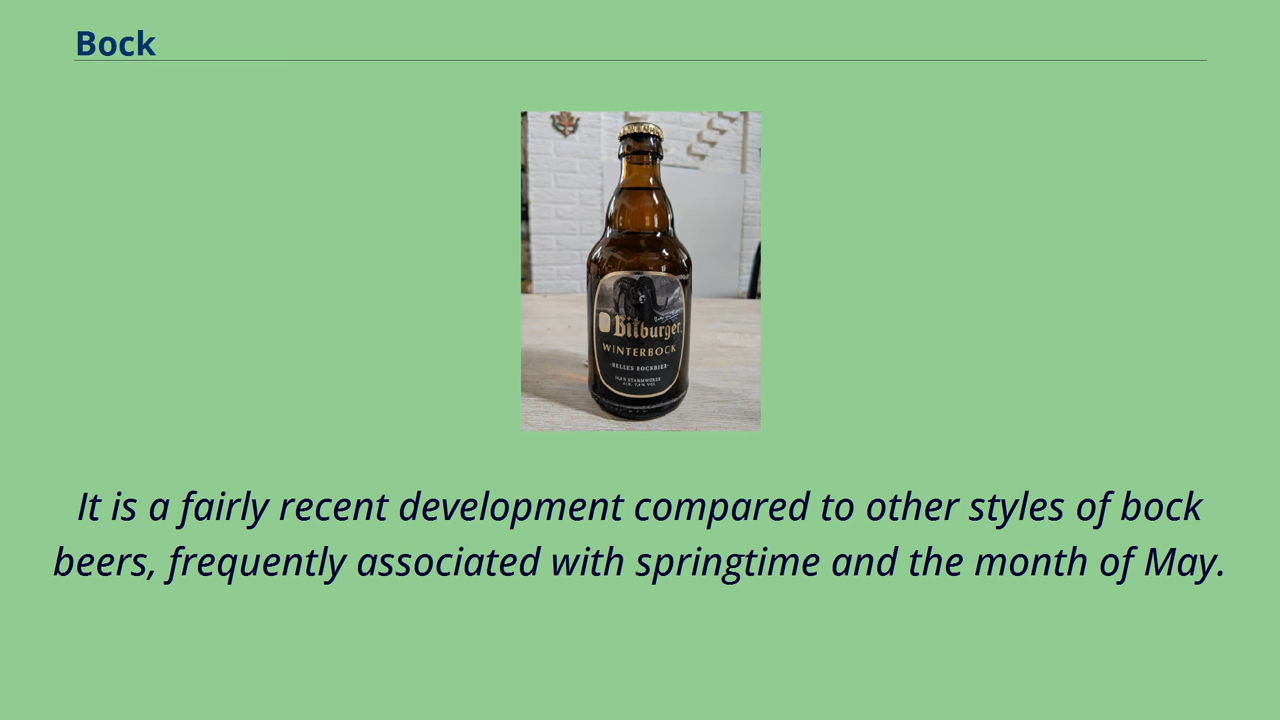 Bock
Bitburger
WINTERBOCK
HELLES BOCKBIER
It is a fairly recent development compared to other styles of bock
beers, frequently associated with springtime and the month of May.